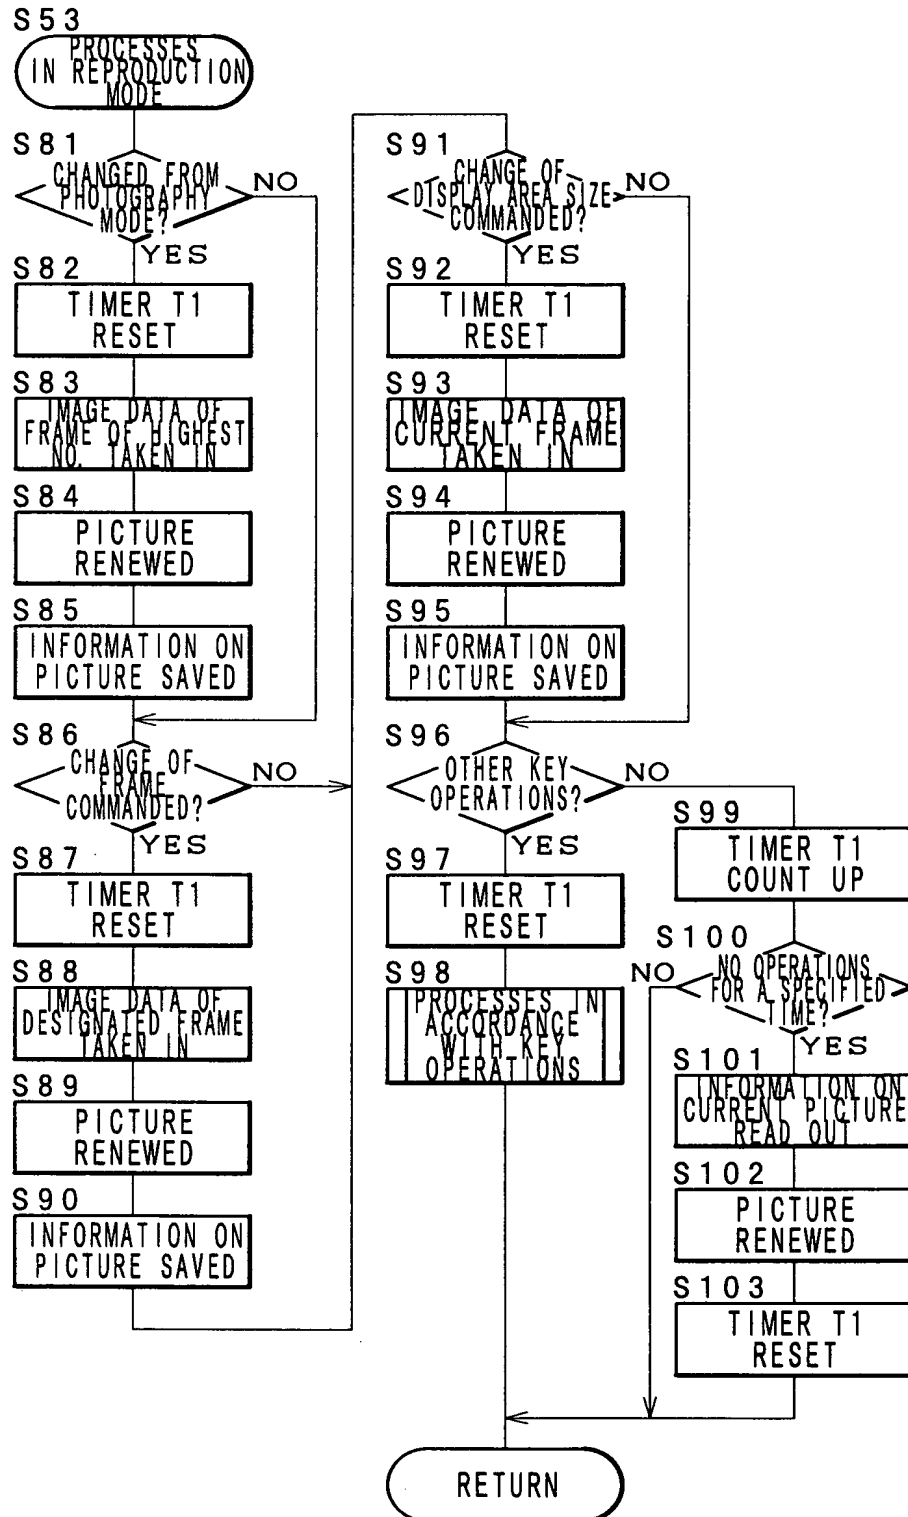 S53
PROCESSES
IN REPRODUCTION
MODE
S81
CHANGED FROM
PHOTOGRAPHY
MODE?
NO
YES
S82
TIMER T1
RESET
S83
IMAGE DATA OF
FRAME OF HIGHEST
NO. TAKEN IN
S84
PICTURE
RENEWED
S85
INFORMATION ON
PICTURE SAVED
S86
CHANGE OF
FRAME
COMMANDED?
NO
YES
S87
TIMER T1
RESET
S88
IMAGE DATA OF
DESIGNATED FRAME
TAKEN IN
S89
PICTURE
RENEWED
S90
INFORMATION ON
PICTURE SAVED
S91
CHANGE OF
DISPLAY AREA SIZE
COMMANDED?
NO
YES
S92
TIMER T1
RESET
S93
IMAGE DATA OF
CURRENT FRAME
TAKEN IN
S94
PICTURE
RENEWED
S95
INFORMATION ON
PICTURE SAVED
S96
OTHER KEY
OPERATIONS?
NO
YES
S97
TIMER T1
RESET
S98
PROCESSES IN
ACCORDANCE
WITH KEY
OPERATIONS
S99
TIMER T1
COUNT UP
S100
NO OPERATIONS
FOR A SPECIFIED
TIME?
NO
YES
S101
INFORMATION ON
CURRENT PICTURE
READ OUT
S102
PICTURE
RENEWED
S103
TIMER T1
RESET
RETURN